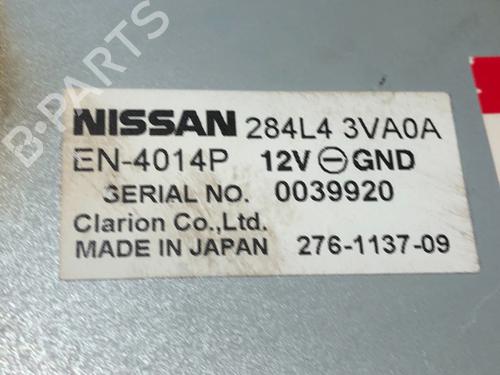 B-PARTS
NISSAN 284L4 3VA0A
EN-4014P 12V ⊖ GND
SERIAL NO. 0039920
Clarion Co.,Ltd.
MADE IN JAPAN 276-1137-09